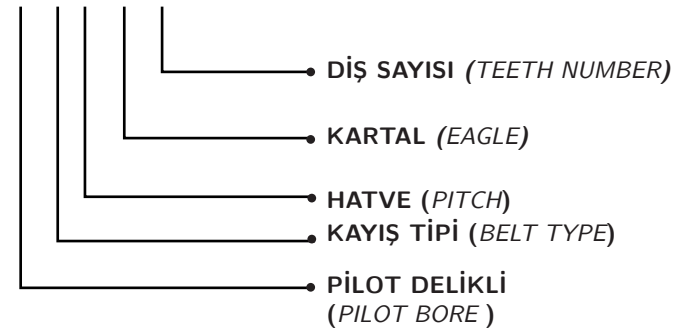 DİŞ SAYISI (TEETH NUMBER)
KARTAL (EAGLE)
HATVE (PITCH)
KAYIŞ TİPİ (BELT TYPE)
PİLOT DELİKLİ
(PILOT BORE )